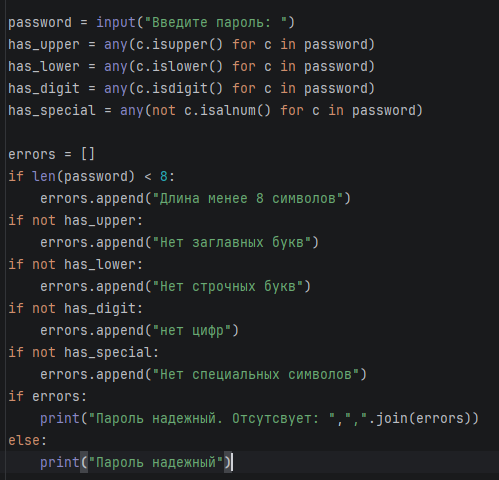 password = input("Введите пароль: ")
has_upper = any(c.isupper() for c in password)
has_lower = any(c.islower() for c in password)
has_digit = any(c.isdigit() for c in password)
has_special = any(not c.isalnum() for c in password)
errors = []
if len(password) < 8:
    errors.append("Длина менее 8 символов")
if not has_upper:
    errors.append("Нет заглавных букв")
if not has_lower:
    errors.append("Нет строчных букв")
if not has_digit:
    errors.append("нет цифр")
if not has_special:
    errors.append("Нет специальных символов")
if errors:
    print("Пароль надежный. Отсутсвует: ",",".join(errors))
else:
    print("Пароль надежный")